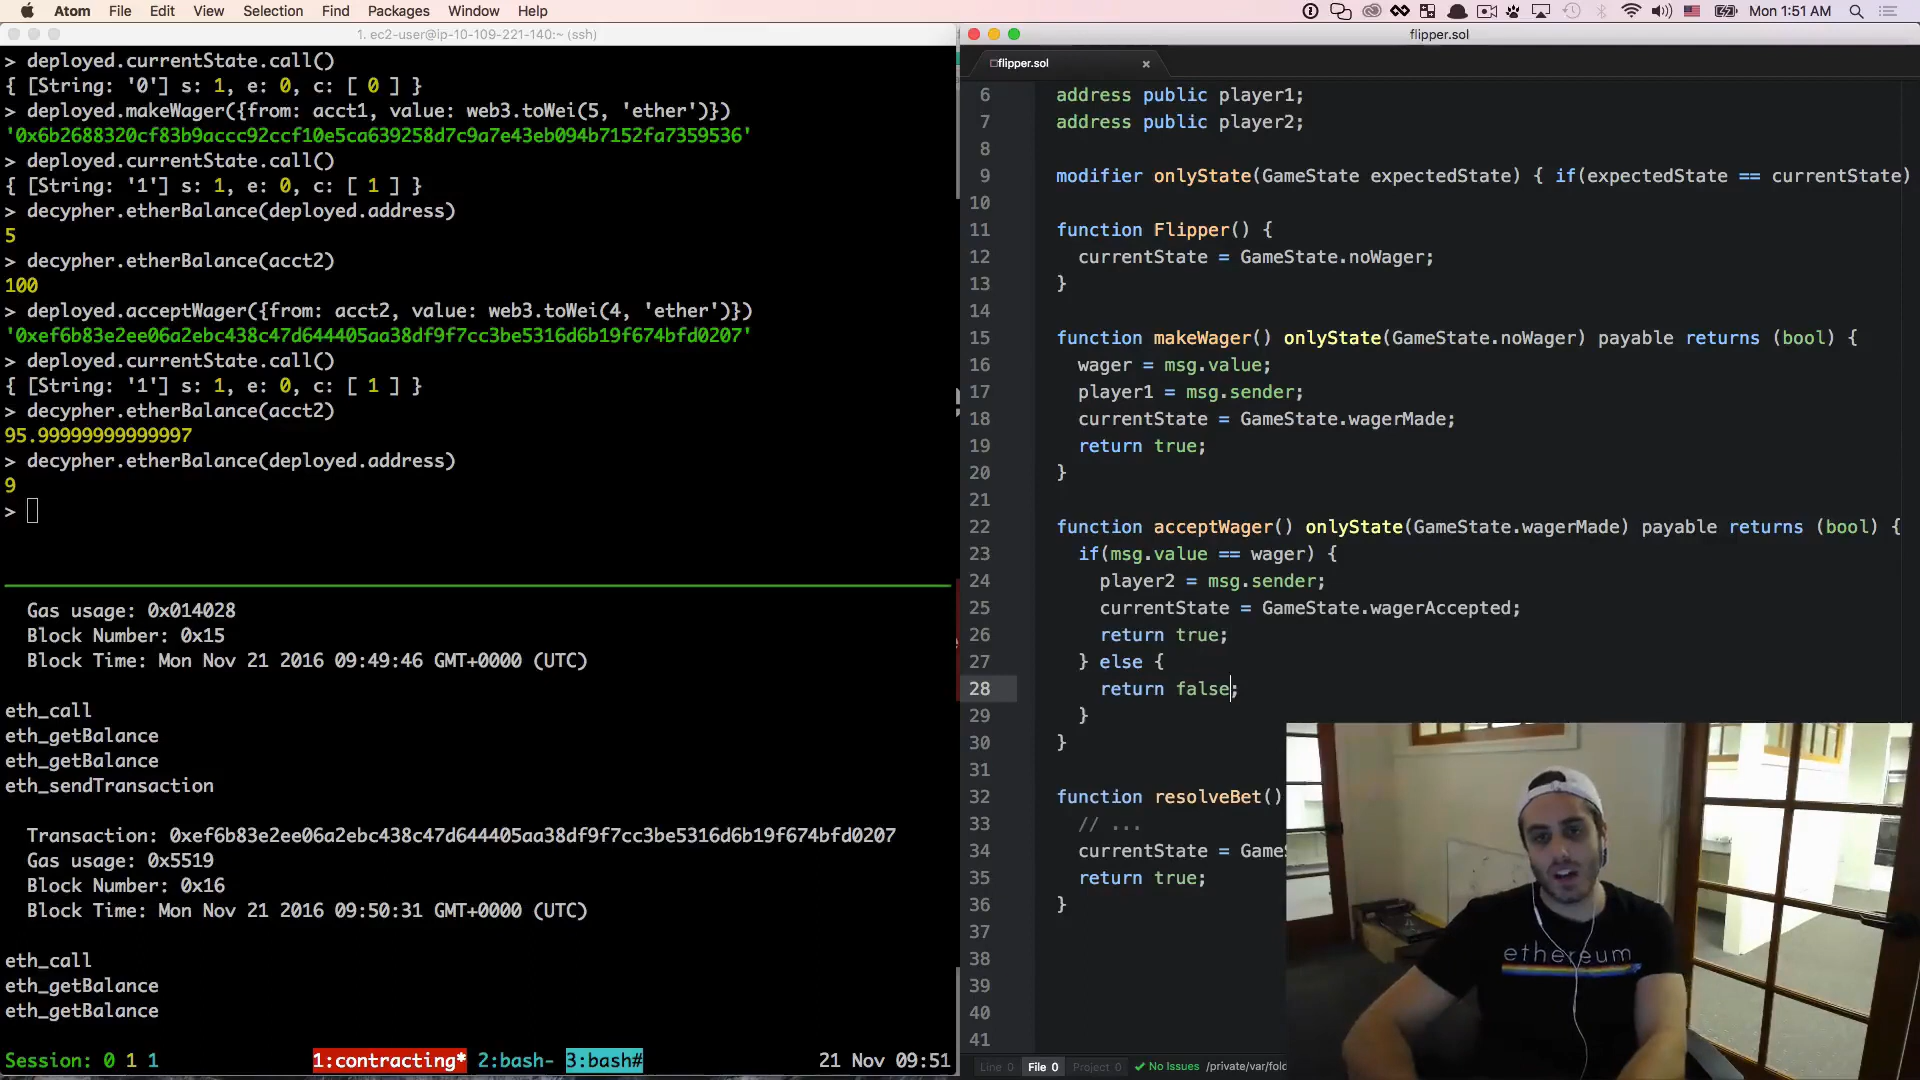 Atom File Edit View Selection Find Packages Window Help
Mon 1:51 AM
1. ec2-user@ip-10-109-221-140:~ (ssh)
> deployed.currentState.call()
{ [String: '0'] s: 1, e: 0, c: [ 0 ] }
> deployed.makeWager({from: acct1, value: web3.toWei(5, 'ether')})
'0x6b2688320cf83b9accc92ccf10e5ca639258d7c9a7e43eb094b7152fa7359536'
> deployed.currentState.call()
{ [String: '1'] s: 1, e: 0, c: [ 1 ] }
> decypher.etherBalance(deployed.address)
5
> decypher.etherBalance(acct2)
100
> deployed.acceptWager({from: acct2, value: web3.toWei(4, 'ether')})
'0xef6b83e2ee06a2ebc438c47d644405aa38df9f7cc3be5316d6b19f674bfd0207'
> deployed.currentState.call()
{ [String: '1'] s: 1, e: 0, c: [ 1 ] }
> decypher.etherBalance(acct2)
95.99999999999997
> decypher.etherBalance(deployed.address)
9
>
Gas usage: 0x014028
Block Number: 0x15
Block Time: Mon Nov 21 2016 09:49:46 GMT+0000 (UTC)
eth_call
eth_getBalance
eth_getBalance
eth_sendTransaction
Transaction: 0xef6b83e2ee06a2ebc438c47d644405aa38df9f7cc3be5316d6b19f674bfd0207
Gas usage: 0x5519
Block Number: 0x16
Block Time: Mon Nov 21 2016 09:50:31 GMT+0000 (UTC)
eth_call
eth_getBalance
eth_getBalance
Session: 0 1 1 1:contracting* 2:bash- 3:bash# 21 Nov 09:51
flipper.sol
flipper.sol
6 address public player1;
7 address public player2;
8
9 modifier onlyState(GameState expectedState) { if(expectedState == currentState)
10
11 function Flipper() {
12 currentState = GameState.noWager;
13 }
14
15 function makeWager() onlyState(GameState.noWager) payable returns (bool) {
16 wager = msg.value;
17 player1 = msg.sender;
18 currentState = GameState.wagerMade;
19 return true;
20 }
21
22 function acceptWager() onlyState(GameState.wagerMade) payable returns (bool) {
23 if(msg.value == wager) {
24 player2 = msg.sender;
25 currentState = GameState.wagerAccepted;
26 return true;
27 } else {
28 return false;
29 }
30 }
31
32 function resolveBet()
33 // ...
34 currentState = Game
35 return true;
36 }
37
38
39
40
41
ethereum
Line 0 File 0 Project 0 No Issues /private/var/fold